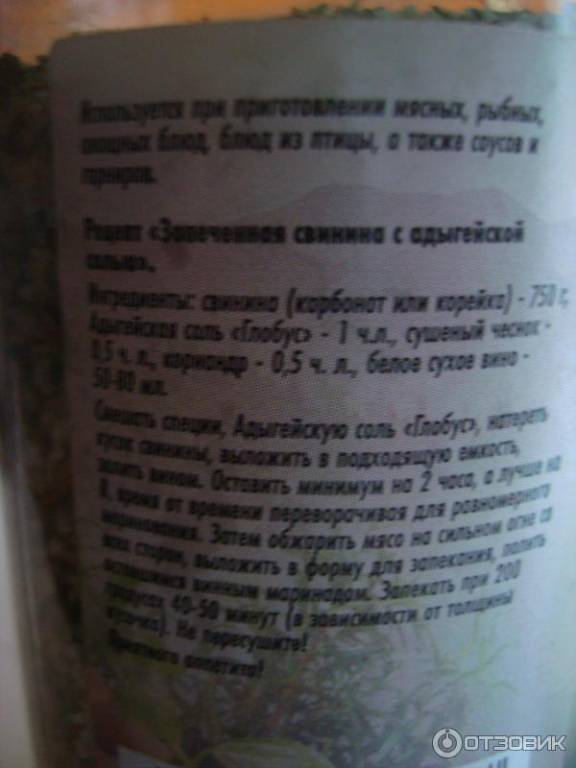 Используется при приготовлении мясных, рыбных,
овощных блюд, блюд из птицы, а также соусов и
гарниров.
Рецепт «Запеченная свинина с адыгейской
солью».
Ингредиенты: свинина (карбонат или корейка) - 750 г,
Адыгейская соль «Глобус» - 1 ч.л., сушеный чеснок -
0,5 ч. л., кориандр - 0,5 ч. л., белое сухое вино -
50-80 мл.
Смешать специи, Адыгейскую соль «Глобус», натереть
кусок свинины, выложить в подходящую емкость,
залить вином. Оставить минимум на 2 часа, а лучше на
8, время от времени переворачивая для равномерного
маринования. Затем обжарить мясо на сильном огне со
всех сторон, выложить в форму для запекания, полить
оставшимся винным маринадом. Запекать при 200
градусах 40-50 минут (в зависимости от толщины
кусочка). Не пересушите!
Приятного аппетита!
ОТЗОВИК